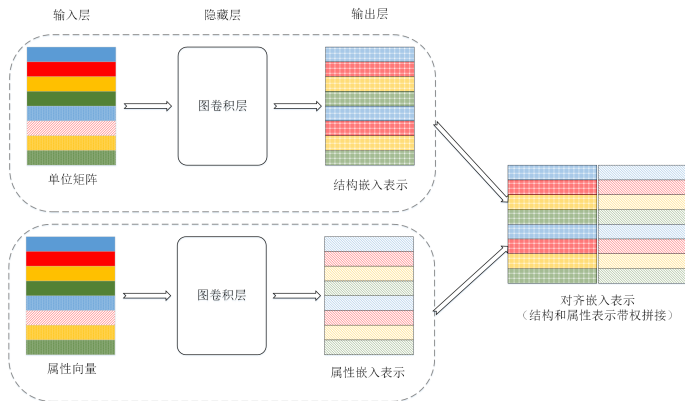 输入层
隐藏层
输出层
图卷积层
单位矩阵
结构嵌入表示
图卷积层
属性向量
属性嵌入表示
对齐嵌入表示
（结构和属性表示带权拼接）